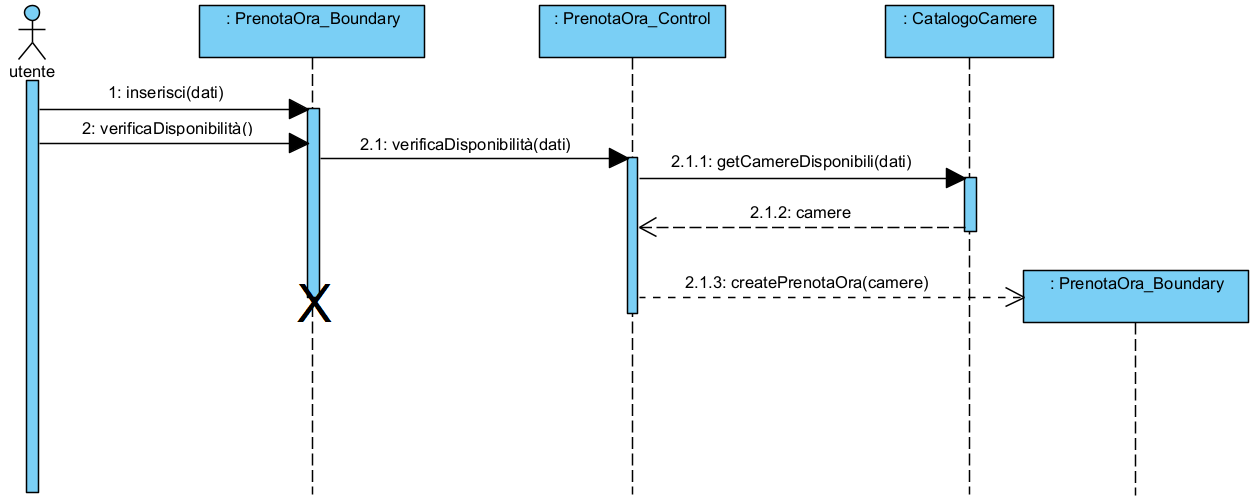 : PrenotaOra_Boundary
: PrenotaOra_Control
: CatalogoCamere
utente
1: inserisci(dati)
2: verificaDisponibilità()
2.1: verificaDisponibilità(dati)
2.1.1: getCamereDisponibili(dati)
2.1.2: camere
2.1.3: createPrenotaOra(camere)
: PrenotaOra_Boundary